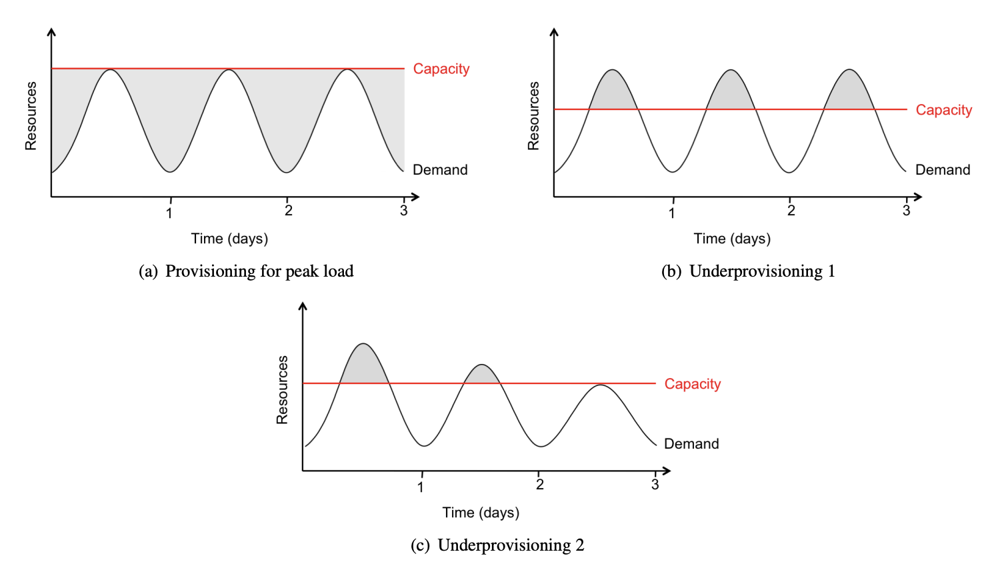 Resources
Capacity
Demand
1
2
3
Time (days)
(a) Provisioning for peak load
Resources
Capacity
Demand
1
2
3
Time (days)
(b) Underprovisioning 1
Resources
Capacity
Demand
1
2
3
Time (days)
(c) Underprovisioning 2